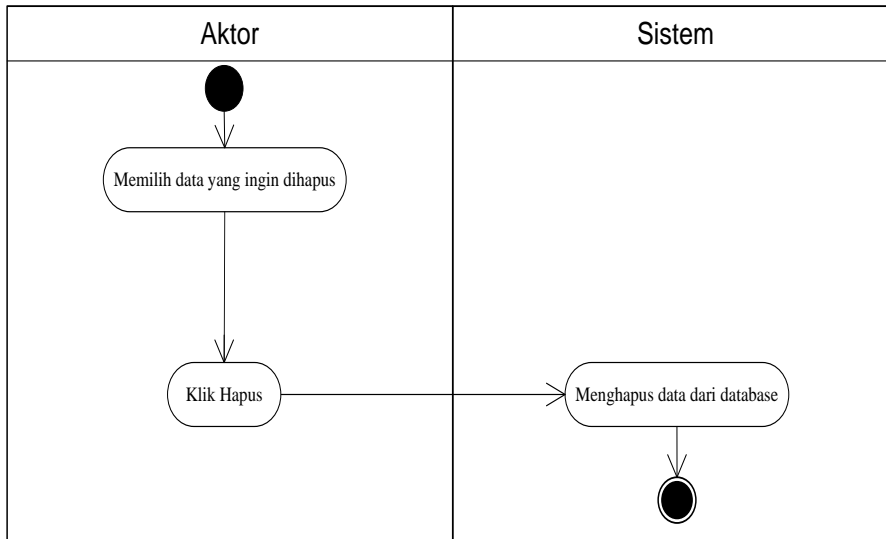 Aktor
Sistem
Memilih data yang ingin dihapus
Klik Hapus
Menghapus data dari database